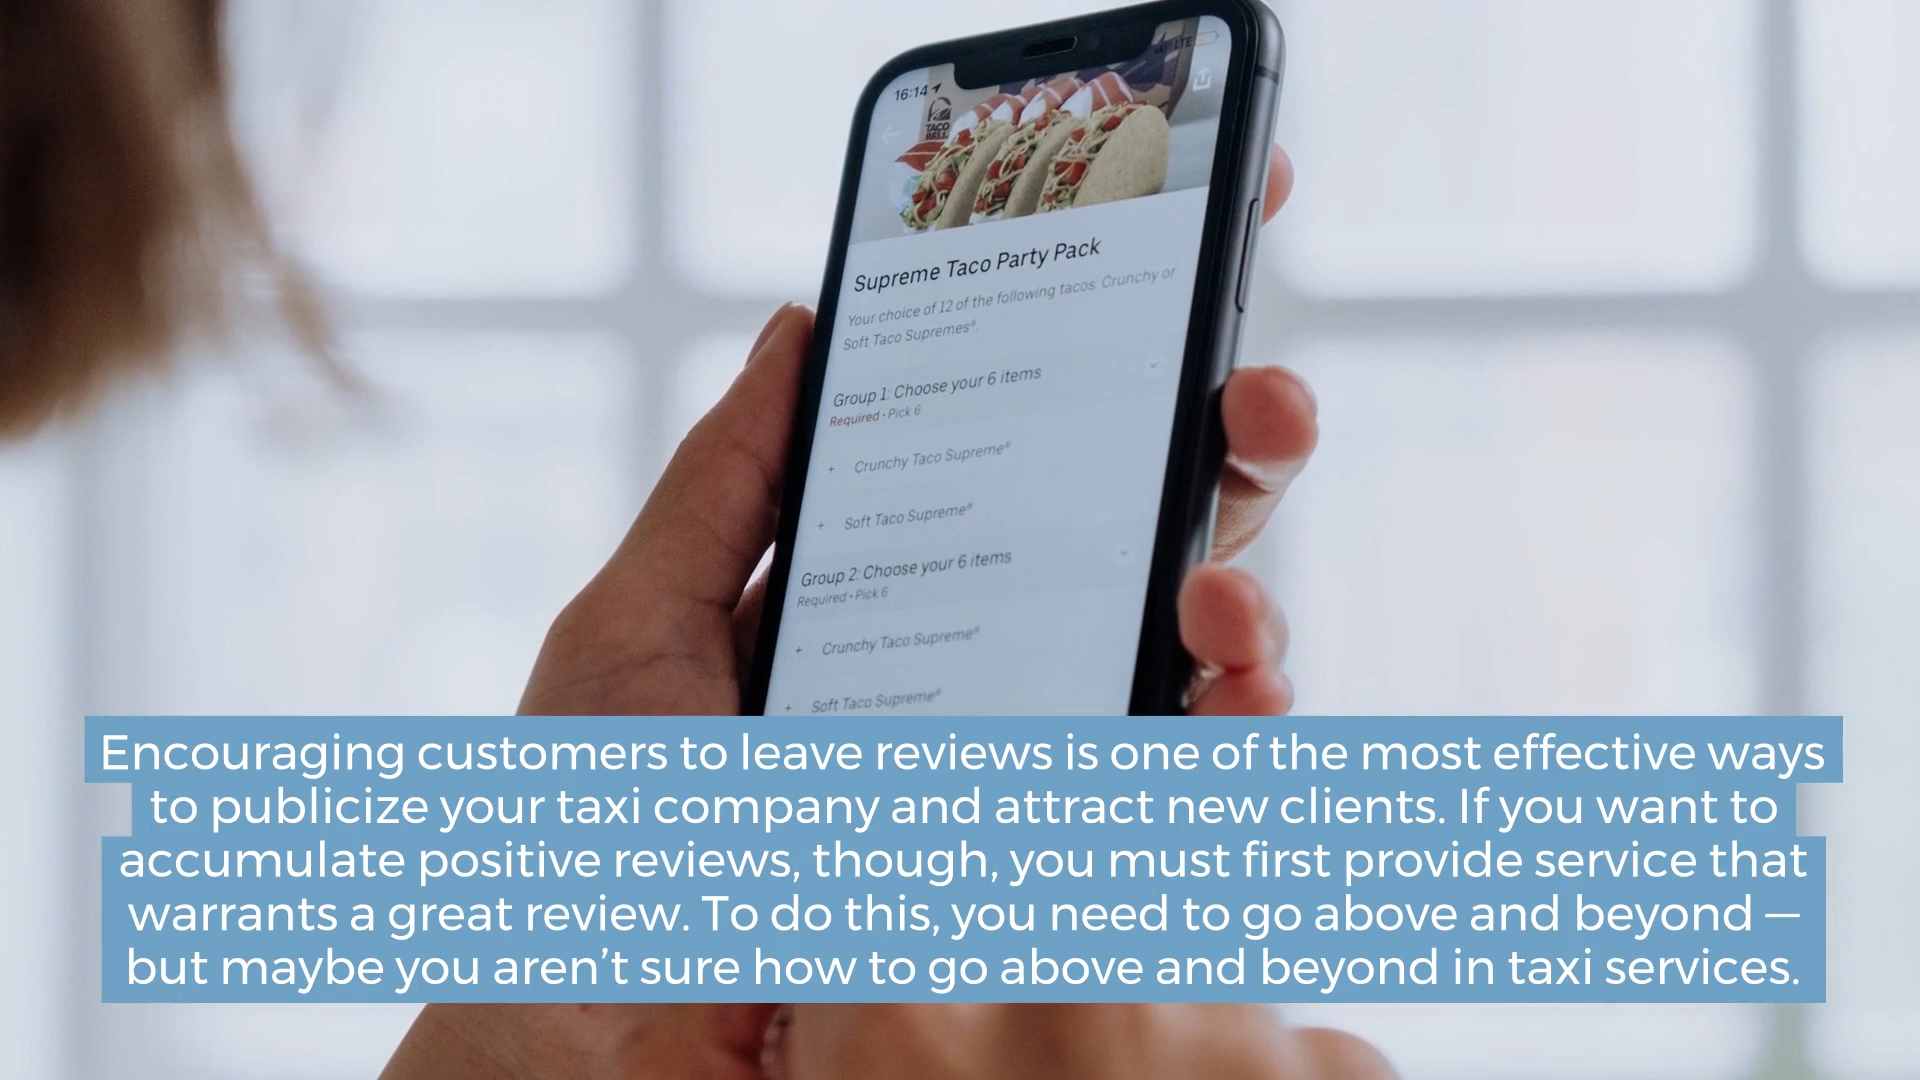 16:14
LTE
TACO
BELL
Supreme Taco Party Pack
Your choice of 12 of the following tacos: Crunchy or
Soft Taco Supremes®.
Group 1: Choose your 6 items
Required • Pick 6
+ Crunchy Taco Supreme®
+ Soft Taco Supreme®
Group 2: Choose your 6 items
Required • Pick 6
+ Crunchy Taco Supreme®
+ Soft Taco Supreme®
Encouraging customers to leave reviews is one of the most effective ways
to publicize your taxi company and attract new clients. If you want to
accumulate positive reviews, though, you must first provide service that
warrants a great review. To do this, you need to go above and beyond —
but maybe you aren’t sure how to go above and beyond in taxi services.